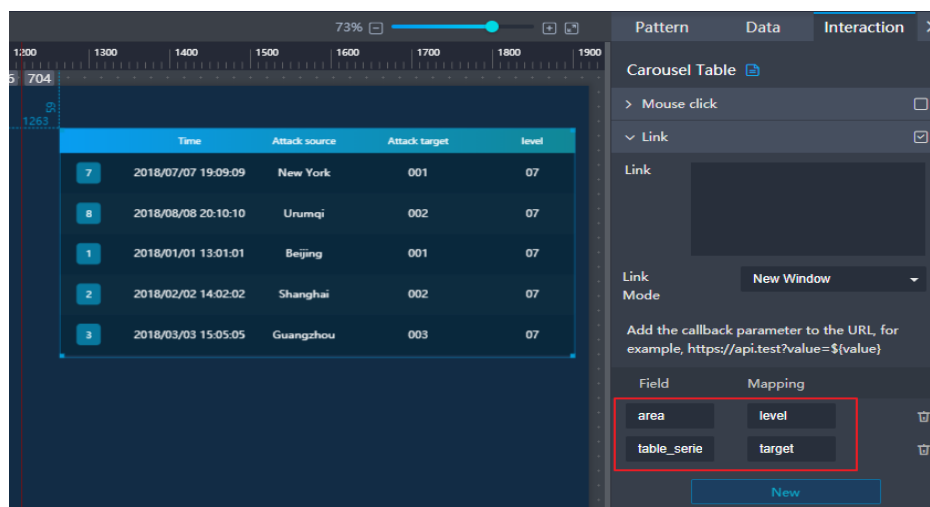 73%
Pattern Data Interaction
1200 1300 1400 1500 1600 1700 1800 1900
704
1263
Carousel Table
Mouse click
Link
Time Attack source Attack target level
7 2018/07/07 19:09:09 New York 001 07
8 2018/08/08 20:10:10 Urumqi 002 07
1 2018/01/01 13:01:01 Beijing 001 07
2 2018/02/02 14:02:02 Shanghai 002 07
3 2018/03/03 15:05:05 Guangzhou 003 07
Link
Link
Mode
New Window
Add the callback parameter to the URL, for
example, https://api.test?value=${value}
Field Mapping
area level
table_serie target
New